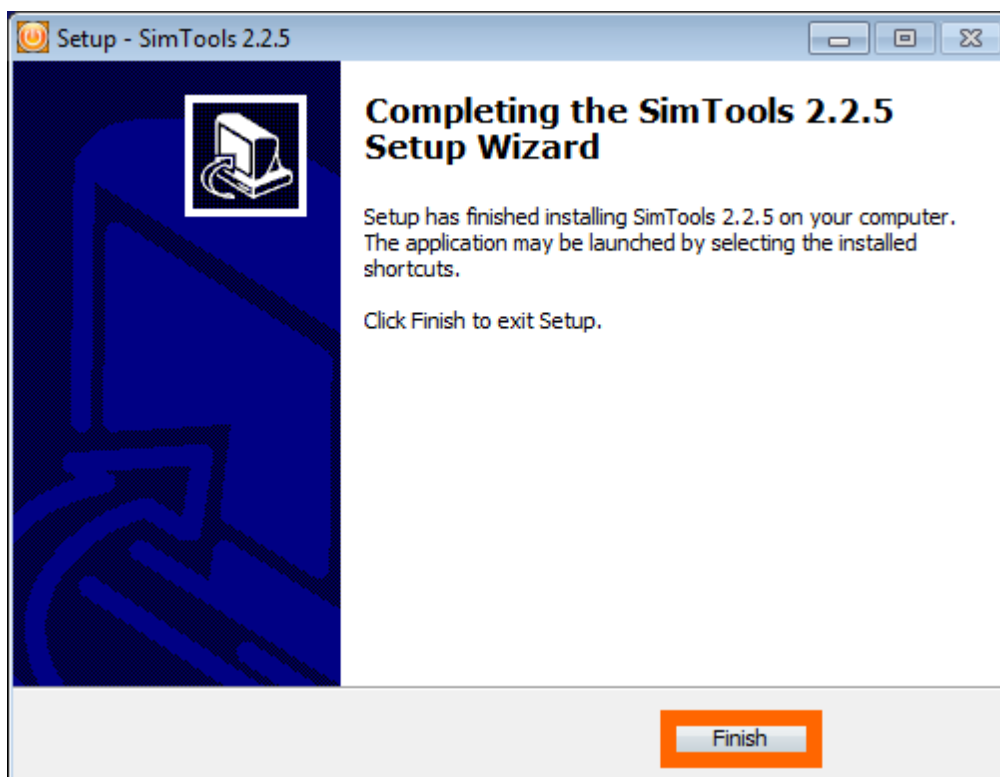 Setup - SimTools 2.2.5
Completing the SimTools 2.2.5
Setup Wizard
Setup has finished installing SimTools 2.2.5 on your computer.
The application may be launched by selecting the installed
shortcuts.
Click Finish to exit Setup.
Finish